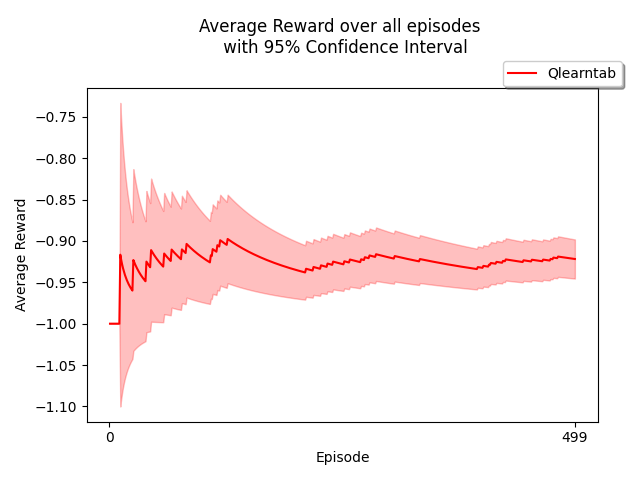 Average Reward over all episodes
with 95% Confidence Interval
Qlearntab
−0.75
−0.80
−0.85
−0.90
−0.95
−1.00
−1.05
−1.10
Average Reward
0
499
Episode